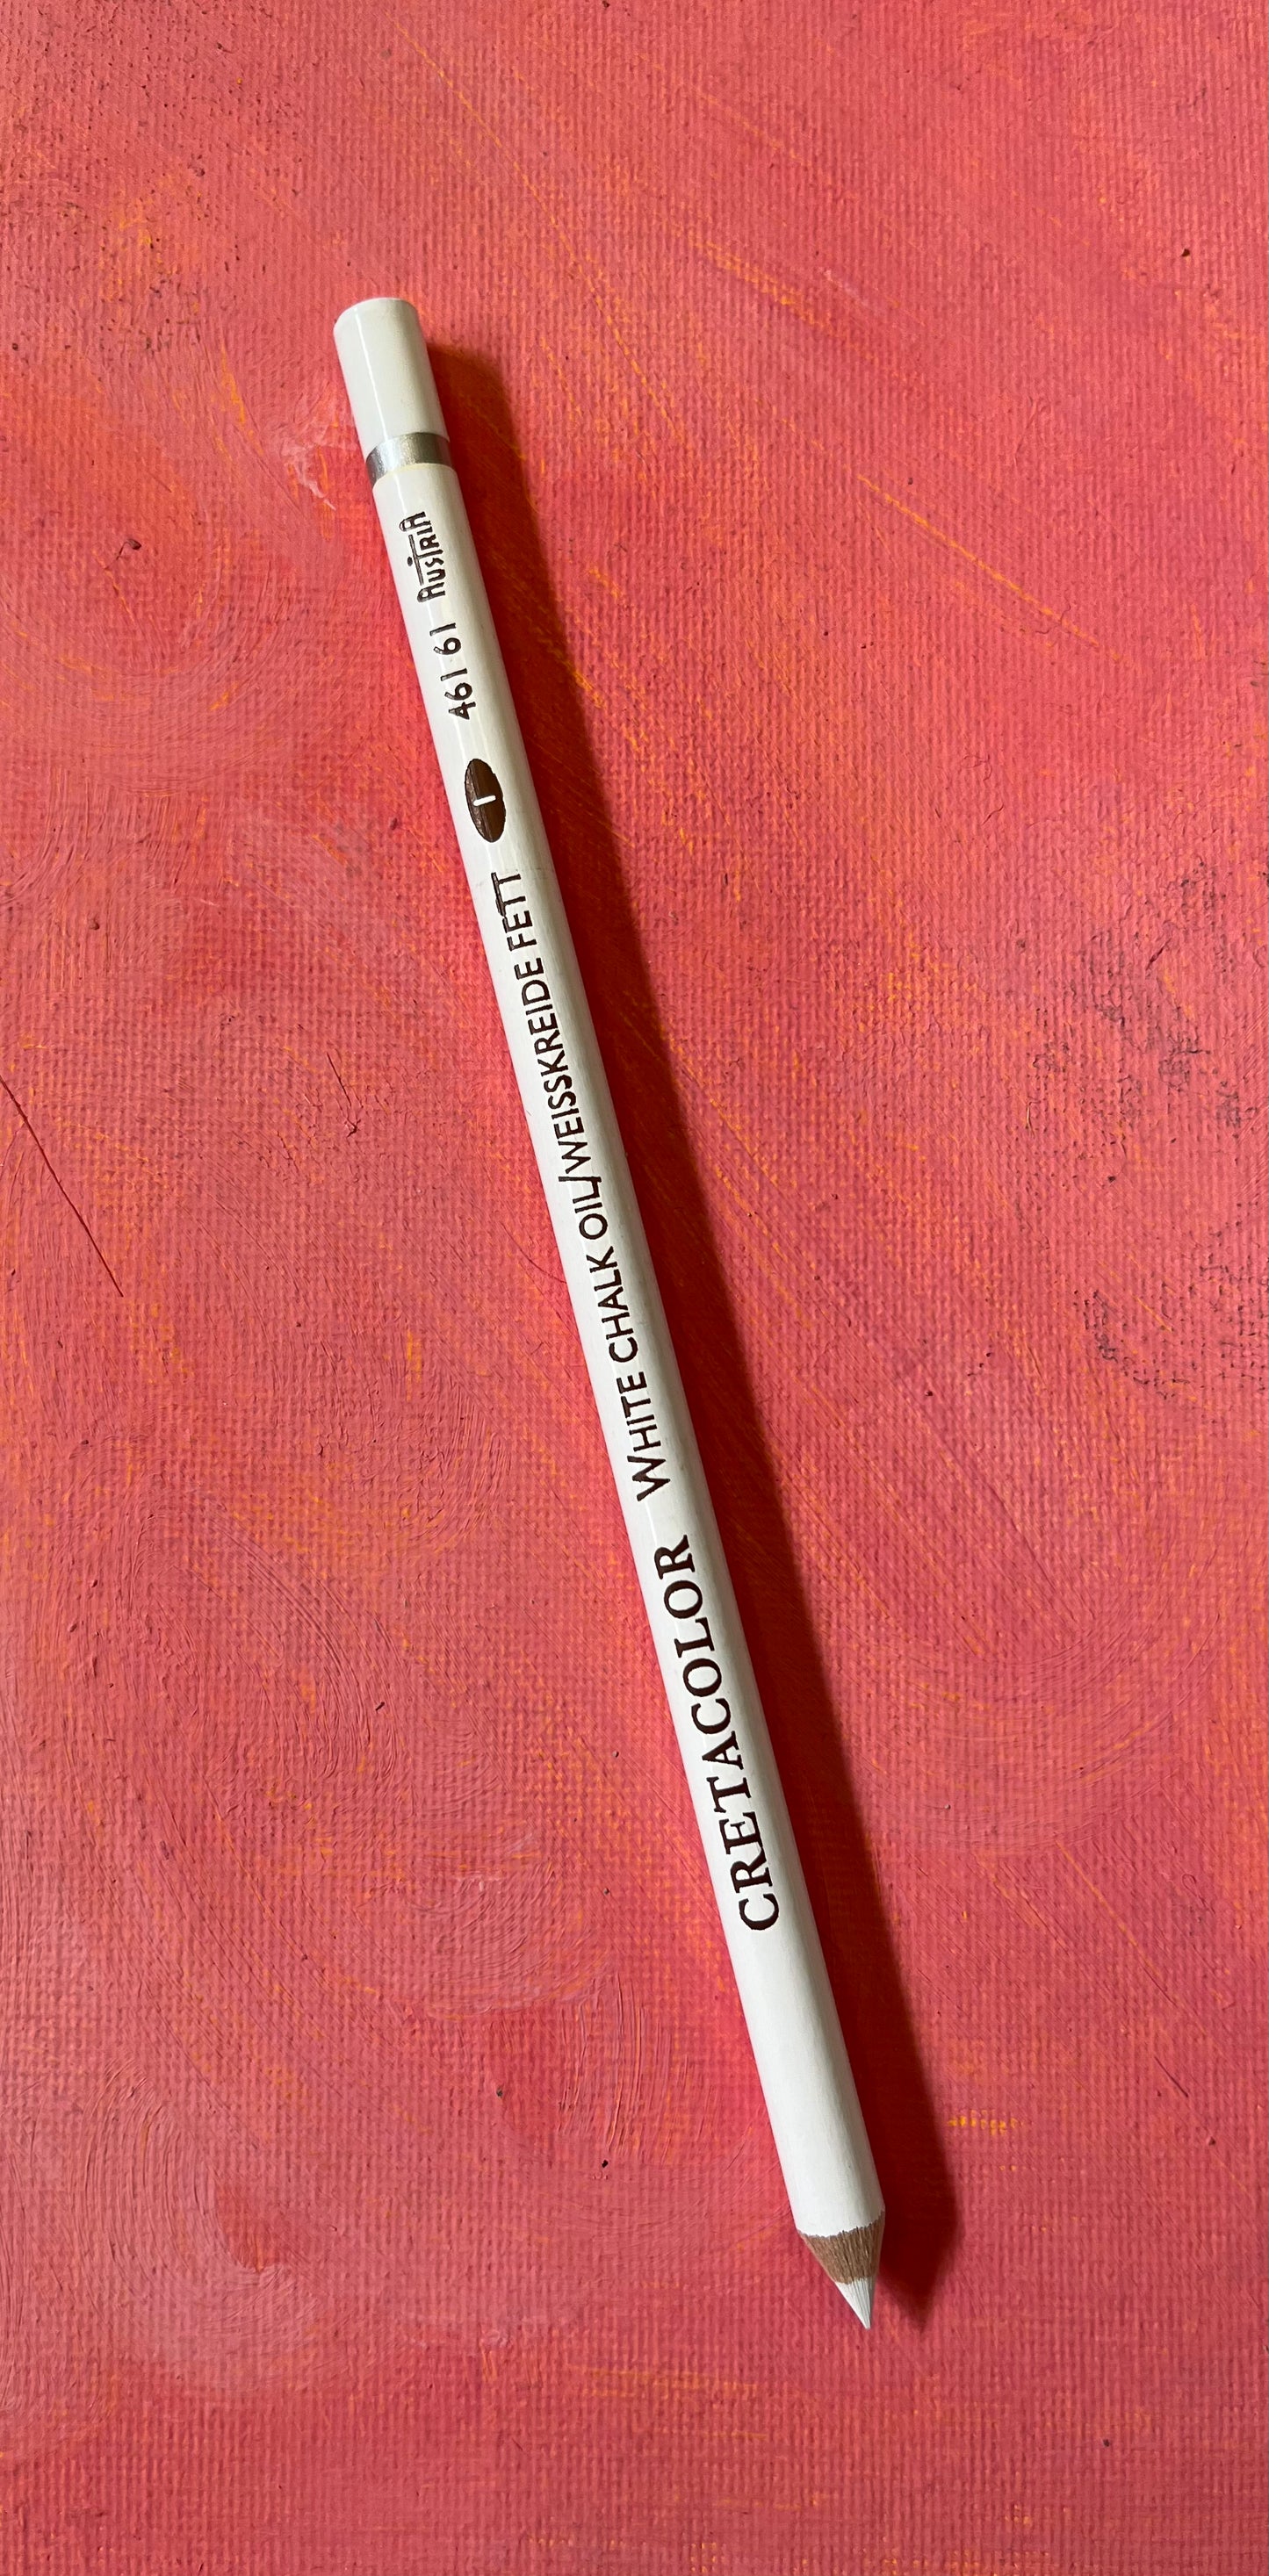 CRETACOLOR WHITE CHALK OIL/WEISSKREIDE FETT 1 461 61 AUSTRIA